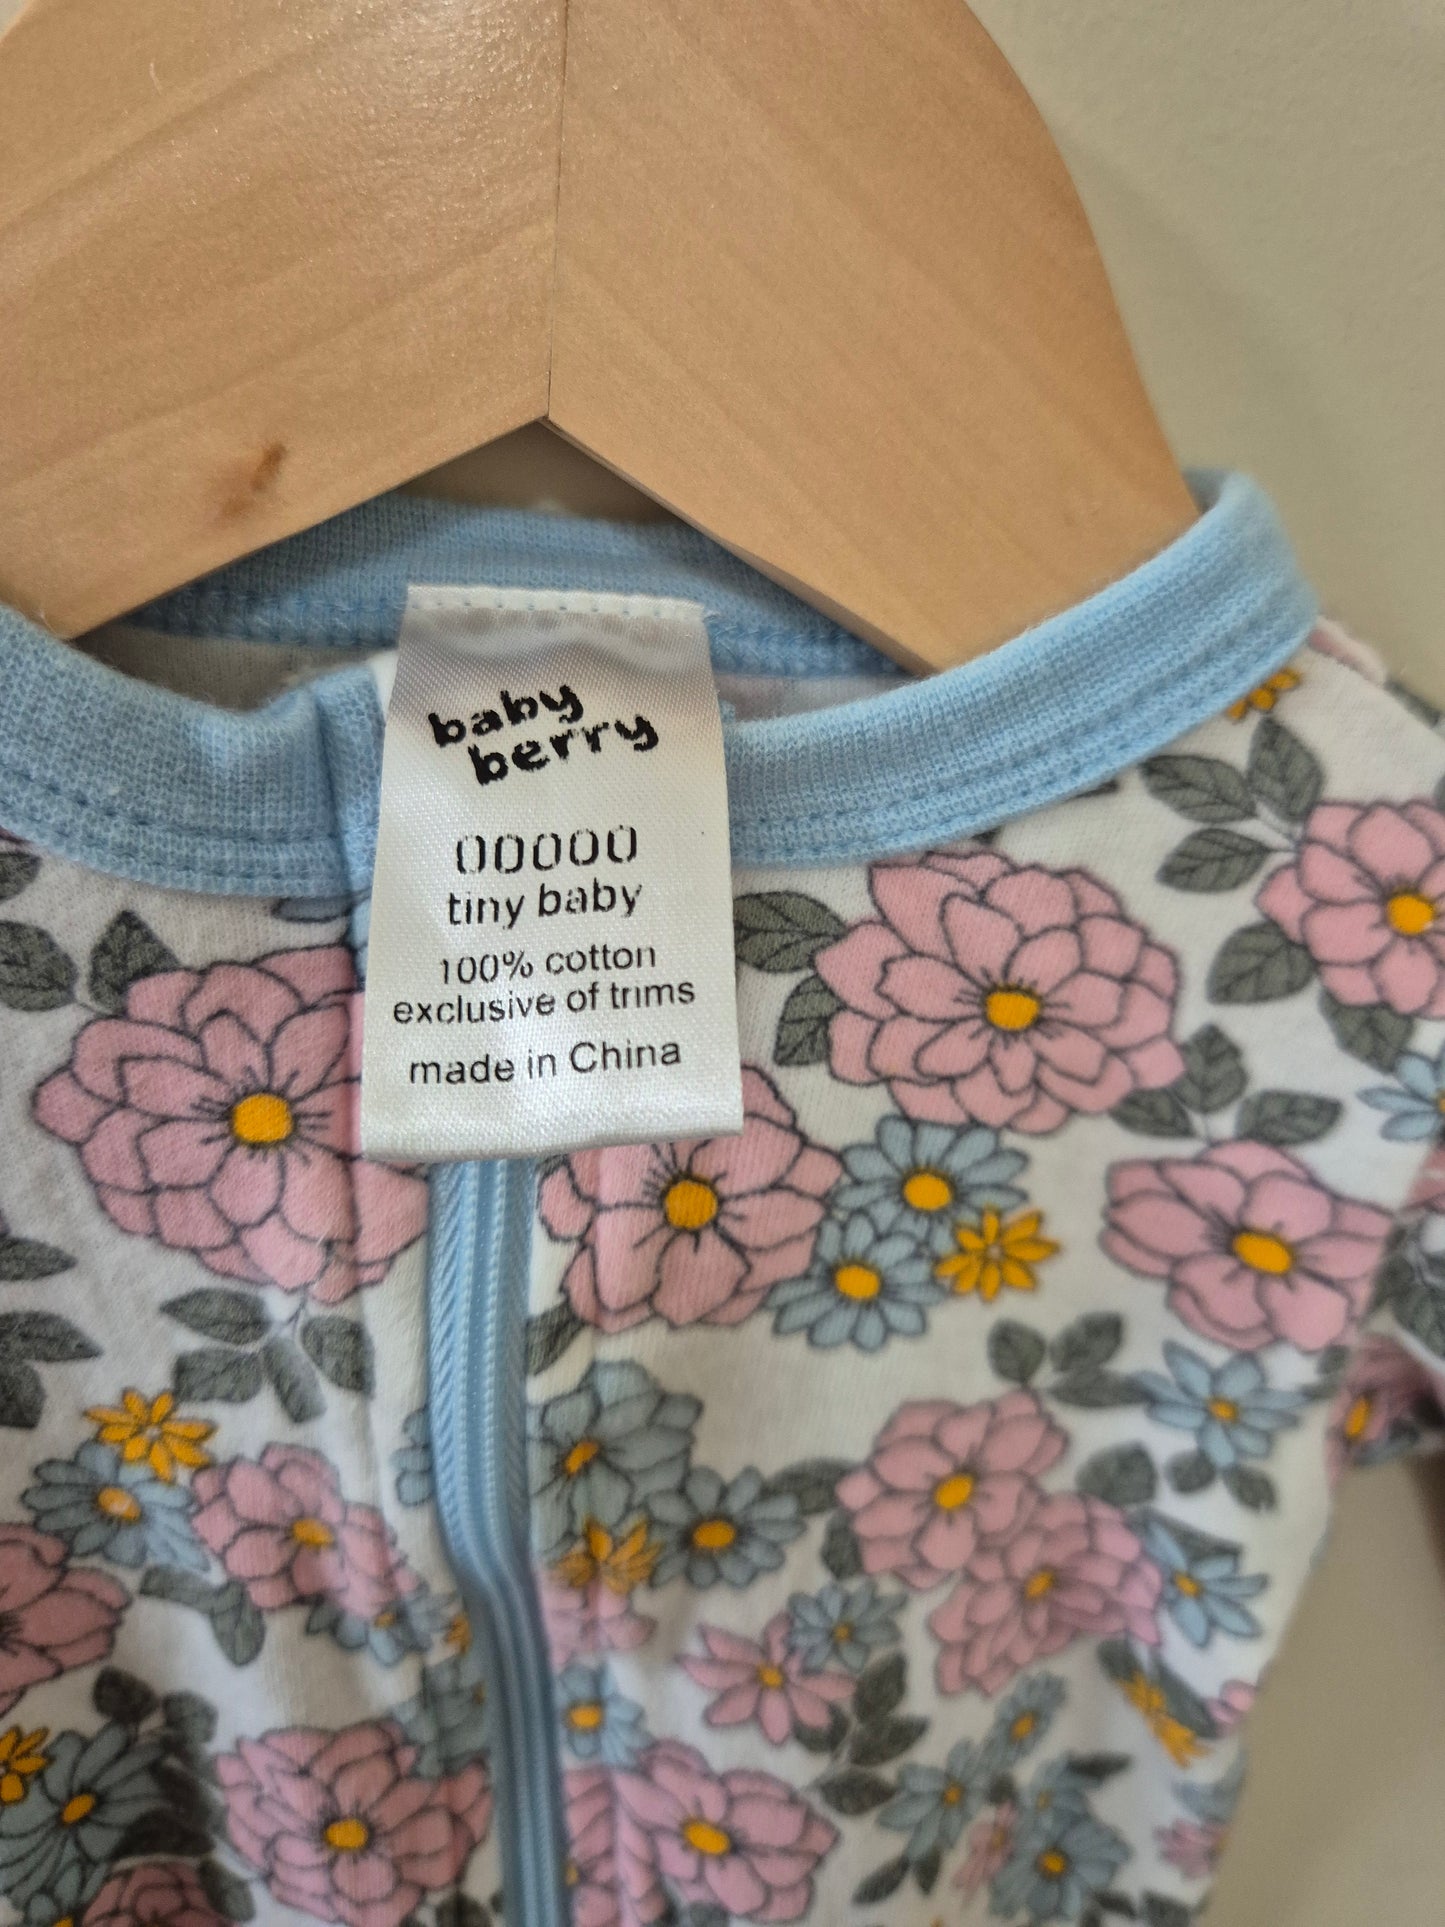 baby
berry
00000
tiny baby
100% cotton
exclusive of trims
made in China